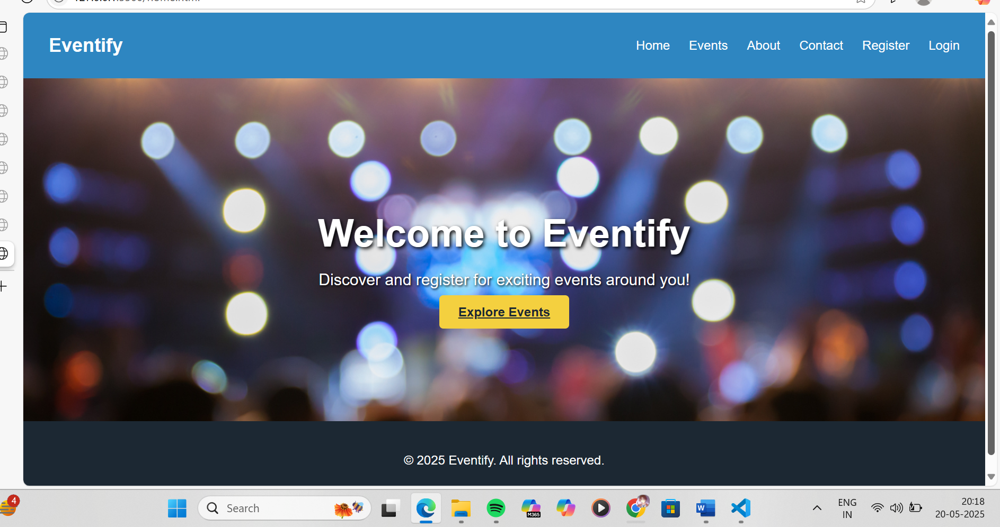 Eventify
Home Events About Contact Register Login
Welcome to Eventify
Discover and register for exciting events around you!
Explore Events
© 2025 Eventify. All rights reserved.
4
Search
M365
W
ENG
IN
20:18
20-05-2025